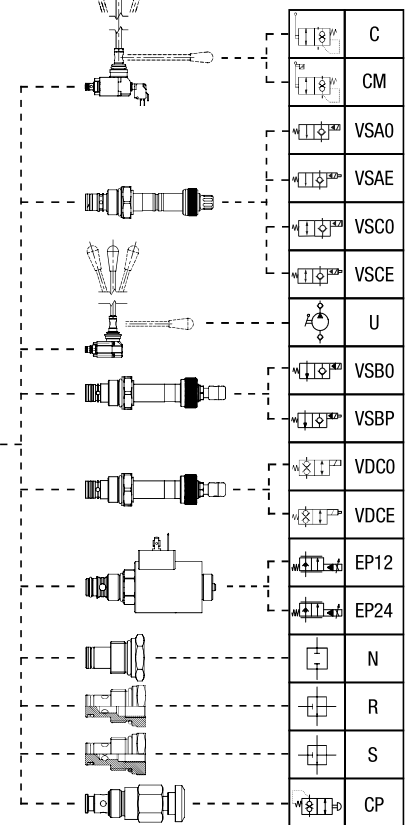 C
CM
VSA0
VSAE
VSC0
VSCE
U
VSB0
VSBP
VDC0
VDCE
EP12
EP24
N
R
S
CP